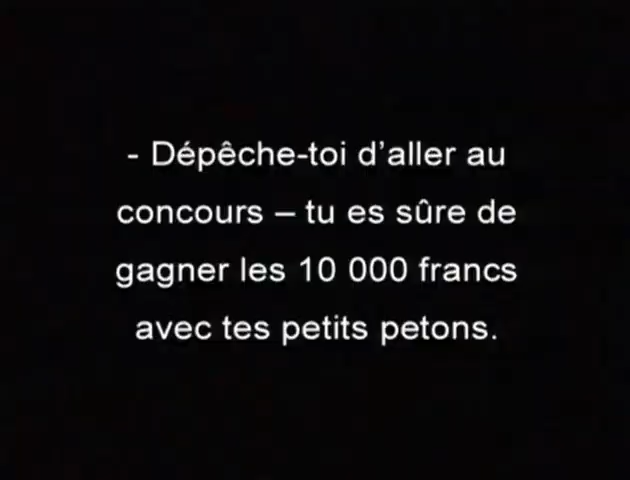 - Dépêche-toi d’aller au
concours – tu es sûre de
gagner les 10 000 francs
avec tes petits petons.